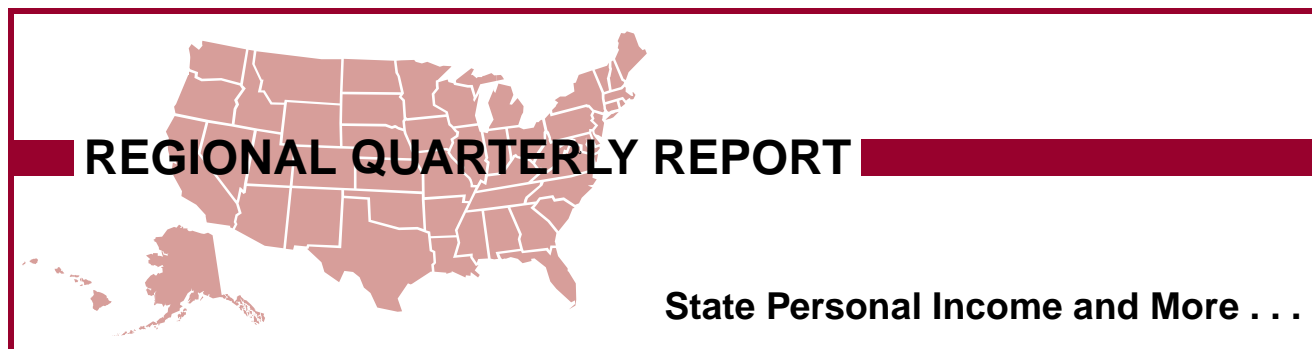 REGIONAL QUARTERLY REPORT
State Personal Income and More . . .